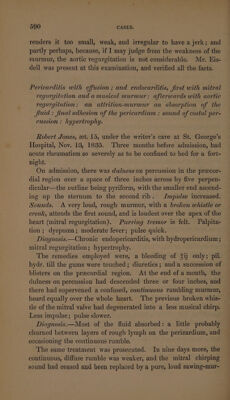 590
CASES.
renders it too small, weak, and irregular to have a jerk; and
partly perhaps, because, if I may judge from the weakness of the
murmur, the aortic regurgitation is not considerable. Mr. Eis-
dell was present at this examination, and verified all the facts.
Pericarditis with effusion; and endocarditis, first with mitral
regurgitation and a musical murmur; afterwards with aortic
regurgitation: an attrition-murmur on absorption of the
fluid: final adhesion of the pericardium: sound of costal per-
cussion: hypertrophy.
Robert Jones, æt. 15, under the writer's care at St. George's
Hospital, Nov. 13, 1835. Three months before admission, had
acute rheumatism so severely as to be confined to bed for a fort-
night.
On admission, there was dulness on percussion in the præcor-
dial region over a space of three inches across by five perpen-
dicular—the outline being pyriform, with the smaller end ascend-
ing up the sternum to the second rib. Impulse increased.
Sounds. A very loud, rough murmur, with a broken whistle or
creak, attends the first sound, and is loudest over the apex of the
heart (mitral regurgitation). Purring tremor is felt. Palpita-
tion; dyspnœa; moderate fever; pulse quick.
Diagnosis.—Chronic endopericarditis, with hydropericardium;
mitral regurgitation; hypertrophy.
The remedies employed were, a bleeding of ℥ij only; pil.
hydr. till the gums were touched; diuretics; and a succession of
blisters on the præcordial region. At the end of a month, the
dulness on percussion had descended three or four inches, and
there had supervened a confused, continuous rumbling murmur,
heard equally over the whole heart. The previous broken whis-
tle of the mitral valve had degenerated into a less musical chirp.
Less impulse; pulse slower.
Diagnosis.—Most of the fluid absorbed: a little probably
churned between layers of rough lymph on the pericardium, and
occasioning the continuous rumble.
The same treatment was prosecuted. In nine days more, the
continuous, diffuse rumble was weaker, and the mitral chirping
sound had ceased and been replaced by a pure, loud sawing-mur-